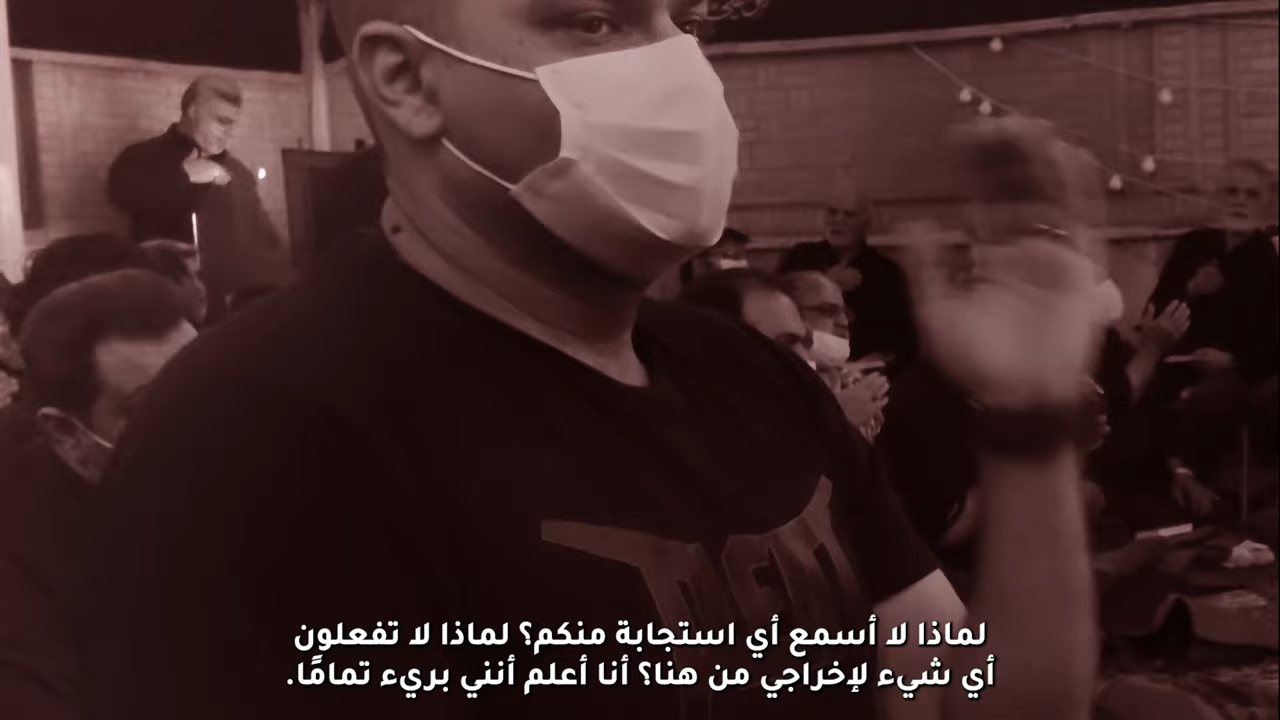 لماذا لا أسمع أي استجابة منكم؟ لماذا لا تفعلون
أي شيء لإخراجي من هنا؟ أنا أعلم أنني بريء تمامًا.